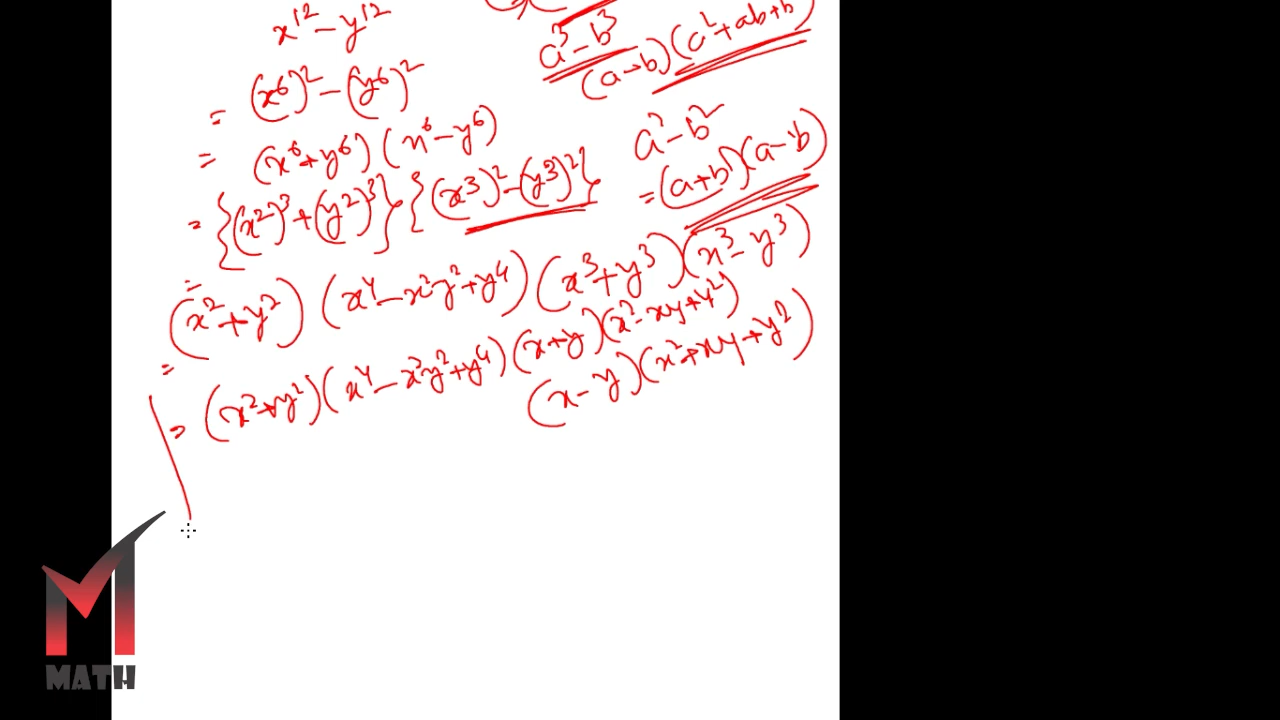 x¹² − y¹²
= (x⁶)² − (y⁶)²
= (x⁶ + y⁶) (x⁶ − y⁶)
= {(x²)³ + (y²)³} {(x³)² − (y³)²}
= (x² + y²) (x⁴ − x²y² + y⁴) (x³ + y³) (x³ − y³)
= 
= (x² + y²) (x⁴ − x²y² + y⁴) (x + y) (x² − xy + y²)
(x − y) (x² + xy + y²)
a³ − b³
(a − b) (a² + ab + b
a² − b²
= (a + b) (a − b)
MATH